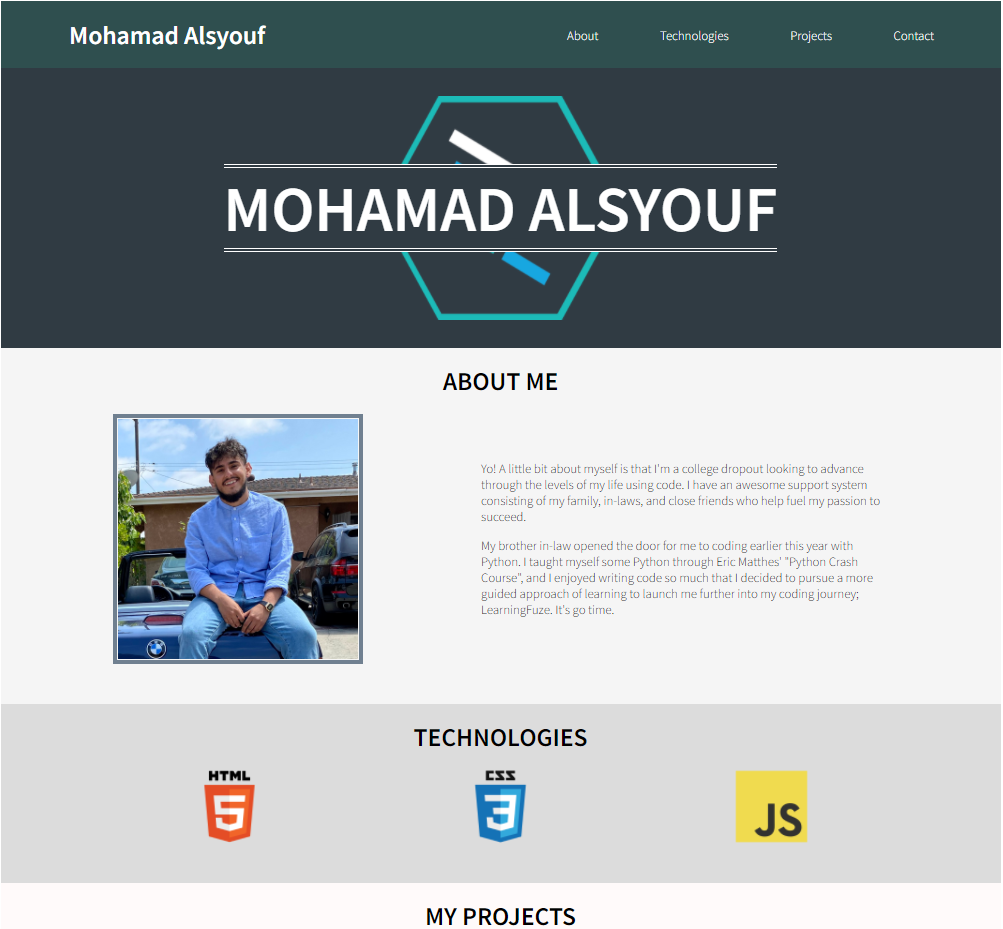 Mohamad Alsyouf
About Technologies Projects Contact
MOHAMAD ALSYOUF
ABOUT ME
Yo! A little bit about myself is that I'm a college dropout looking to advance
through the levels of my life using code. I have an awesome support system
consisting of my family, in-laws, and close friends who help fuel my passion to
succeed.
My brother in-law opened the door for me to coding earlier this year with
Python. I taught myself some Python through Eric Matthes' "Python Crash
Course", and I enjoyed writing code so much that I decided to pursue a more
guided approach of learning to launch me further into my coding journey;
LearningFuze. It's go time.
TECHNOLOGIES
HTML
5
CSS
3
JS
MY PROJECTS